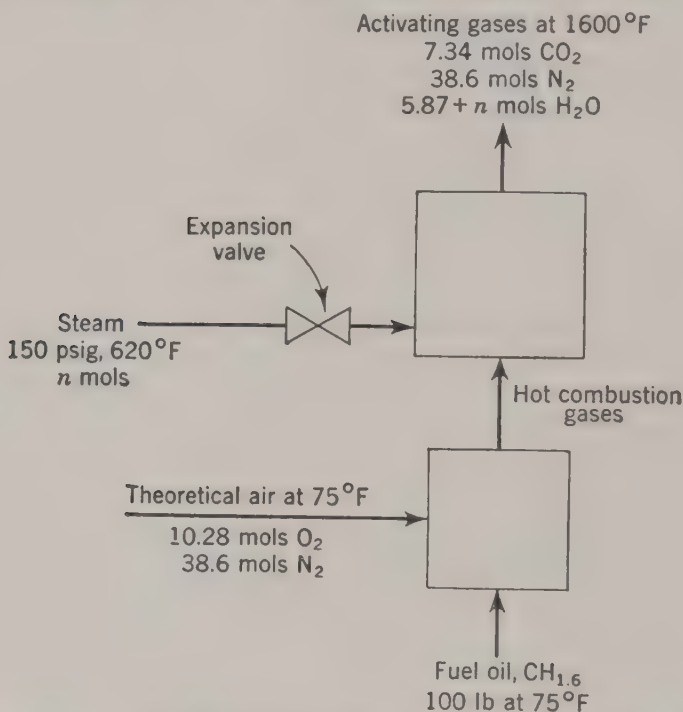 Activating gases at 1600°F
7.34 mols CO₂
38.6 mols N₂
5.87 + n mols H₂O
Expansion
valve
Steam
150 psig, 620°F
n mols
Hot combustion
gases
Theoretical air at 75°F
10.28 mols O₂
38.6 mols N₂
Fuel oil, CH₁.₆
100 lb at 75°F